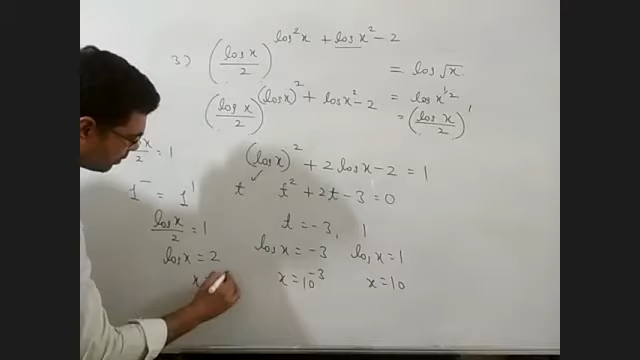 3) (log x / 2)^(log²x + log x² - 2) = log √x
(log x / 2)^((log x)² + log x² - 2) = log x^(1/2)
= (log x / 2)^1
x / 2 = 1
(log x)² + 2 log x - 2 = 1
1^- = 1^1 t ✓ t² + 2t - 3 = 0
log x / 2 = 1 t = -3, 1
log x = 2 log x = -3 log x = 1
x = x = 10^-3 x = 10